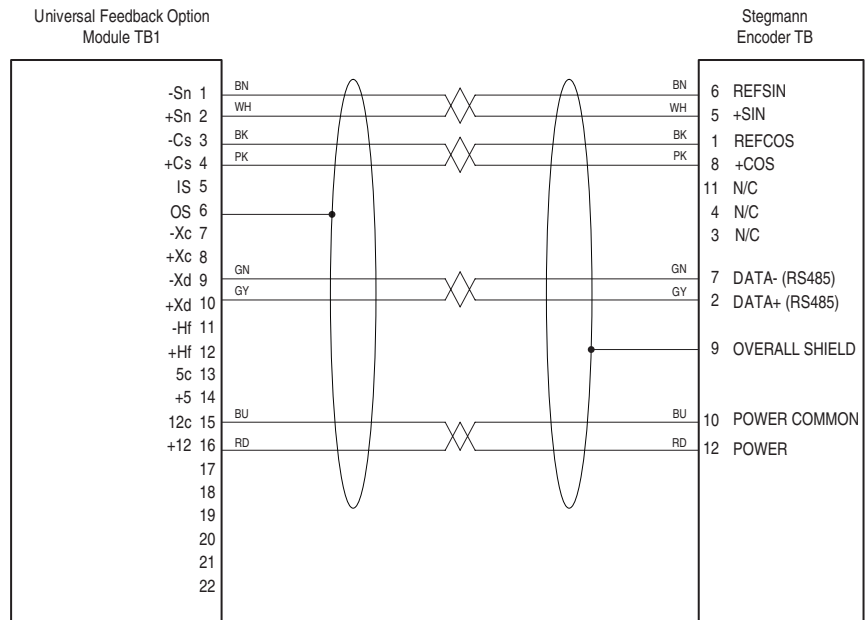 Universal Feedback Option
Module TB1
Stegmann
Encoder TB
-Sn 1 BN BN 6 REFSIN
+Sn 2 WH WH 5 +SIN
-Cs 3 BK BK 1 REFCOS
+Cs 4 PK PK 8 +COS
IS 5 11 N/C
OS 6 4 N/C
-Xc 7 3 N/C
+Xc 8
-Xd 9 GN GN 7 DATA- (RS485)
+Xd 10 GY GY 2 DATA+ (RS485)
-Hf 11
+Hf 12 9 OVERALL SHIELD
5c 13
+5 14
12c 15 BU BU 10 POWER COMMON
+12 16 RD RD 12 POWER
17
18
19
20
21
22